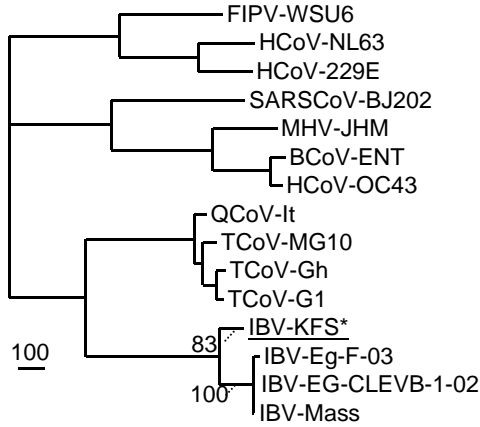 FIPV-WSU6
HCoV-NL63
HCoV-229E
SARSCoV-BJ202
MHV-JHM
BCoV-ENT
HCoV-OC43
QCoV-It
TCoV-MG10
TCoV-Gh
TCoV-G1
IBV-KFS*
83
100
IBV-Eg-F-03
IBV-EG-CLEVB-1-02
100
IBV-Mass